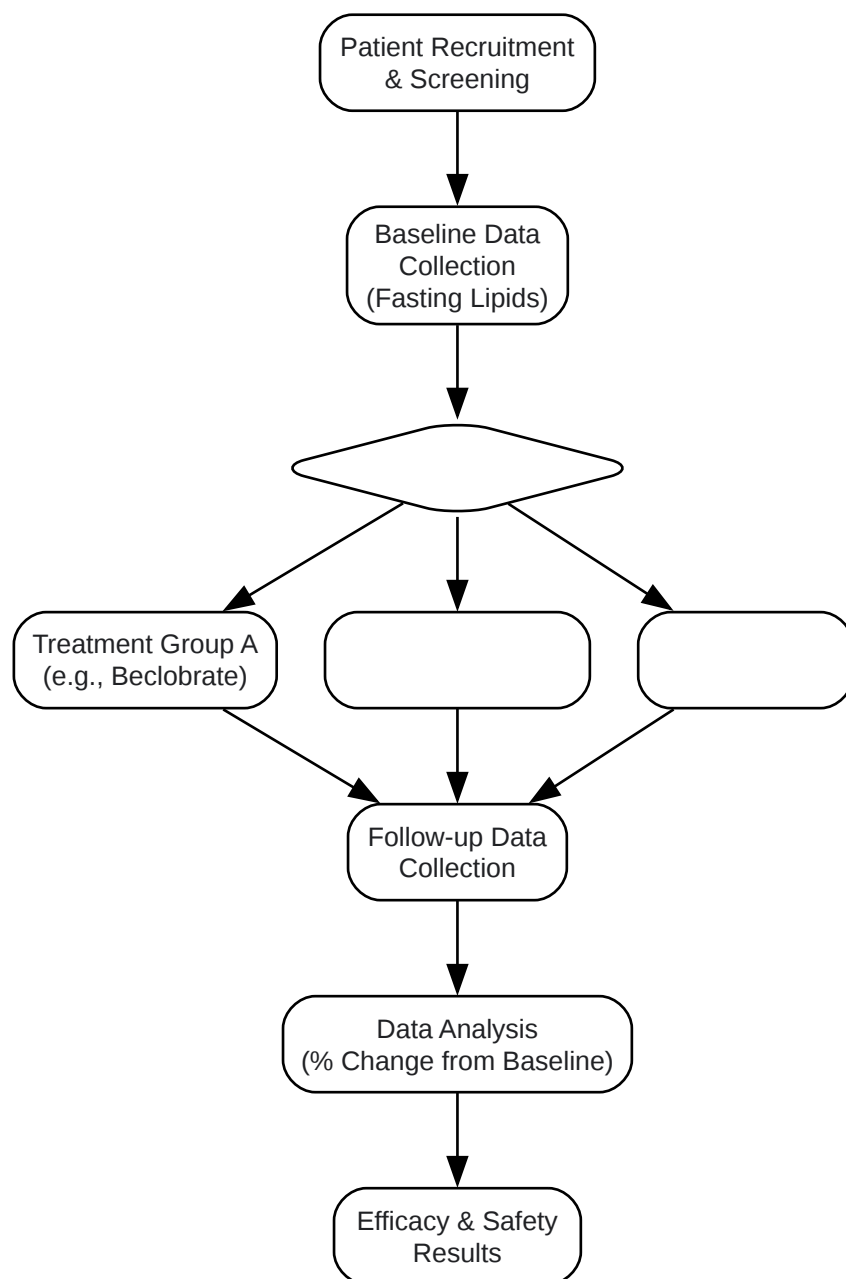 Patient Recruitment
& Screening
Baseline Data
Collection
(Fasting Lipids)
Treatment Group A
(e.g., Beclobrate)
Follow-up Data
Collection
Data Analysis
(% Change from Baseline)
Efficacy & Safety
Results